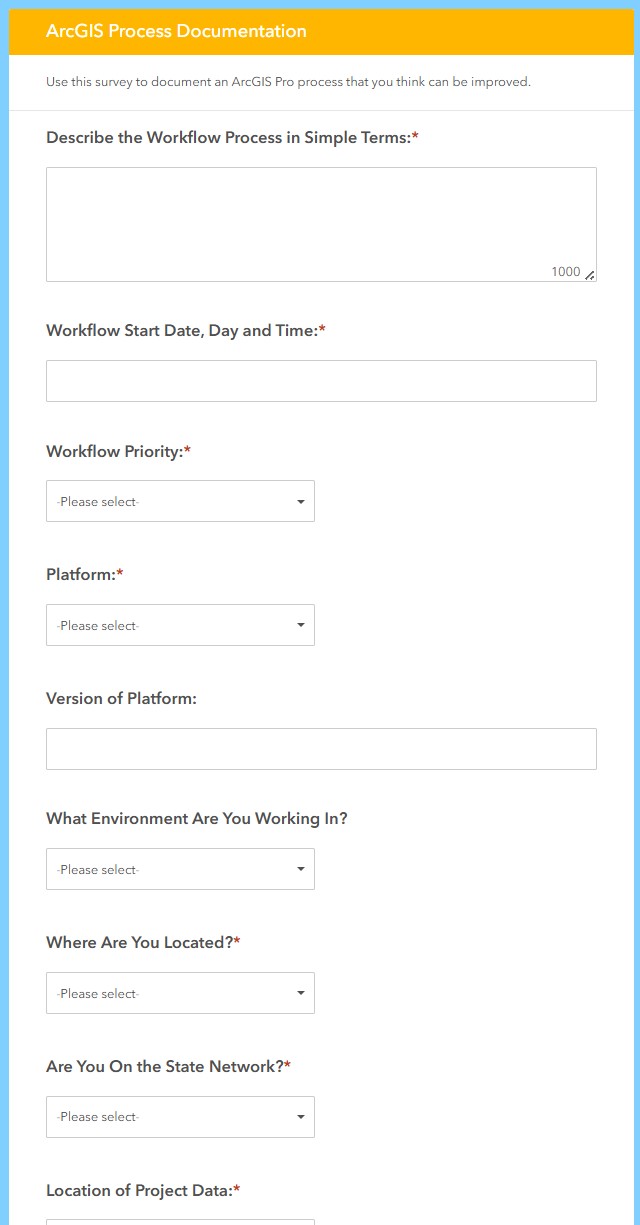 ArcGIS Process Documentation
Use this survey to document an ArcGIS Pro process that you think can be improved.
Describe the Workflow Process in Simple Terms:*
1000
Workflow Start Date, Day and Time:*
Workflow Priority:*
-Please select-
Platform:*
-Please select-
Version of Platform:
What Environment Are You Working In?
-Please select-
Where Are You Located?*
-Please select-
Are You On the State Network?*
-Please select-
Location of Project Data:*